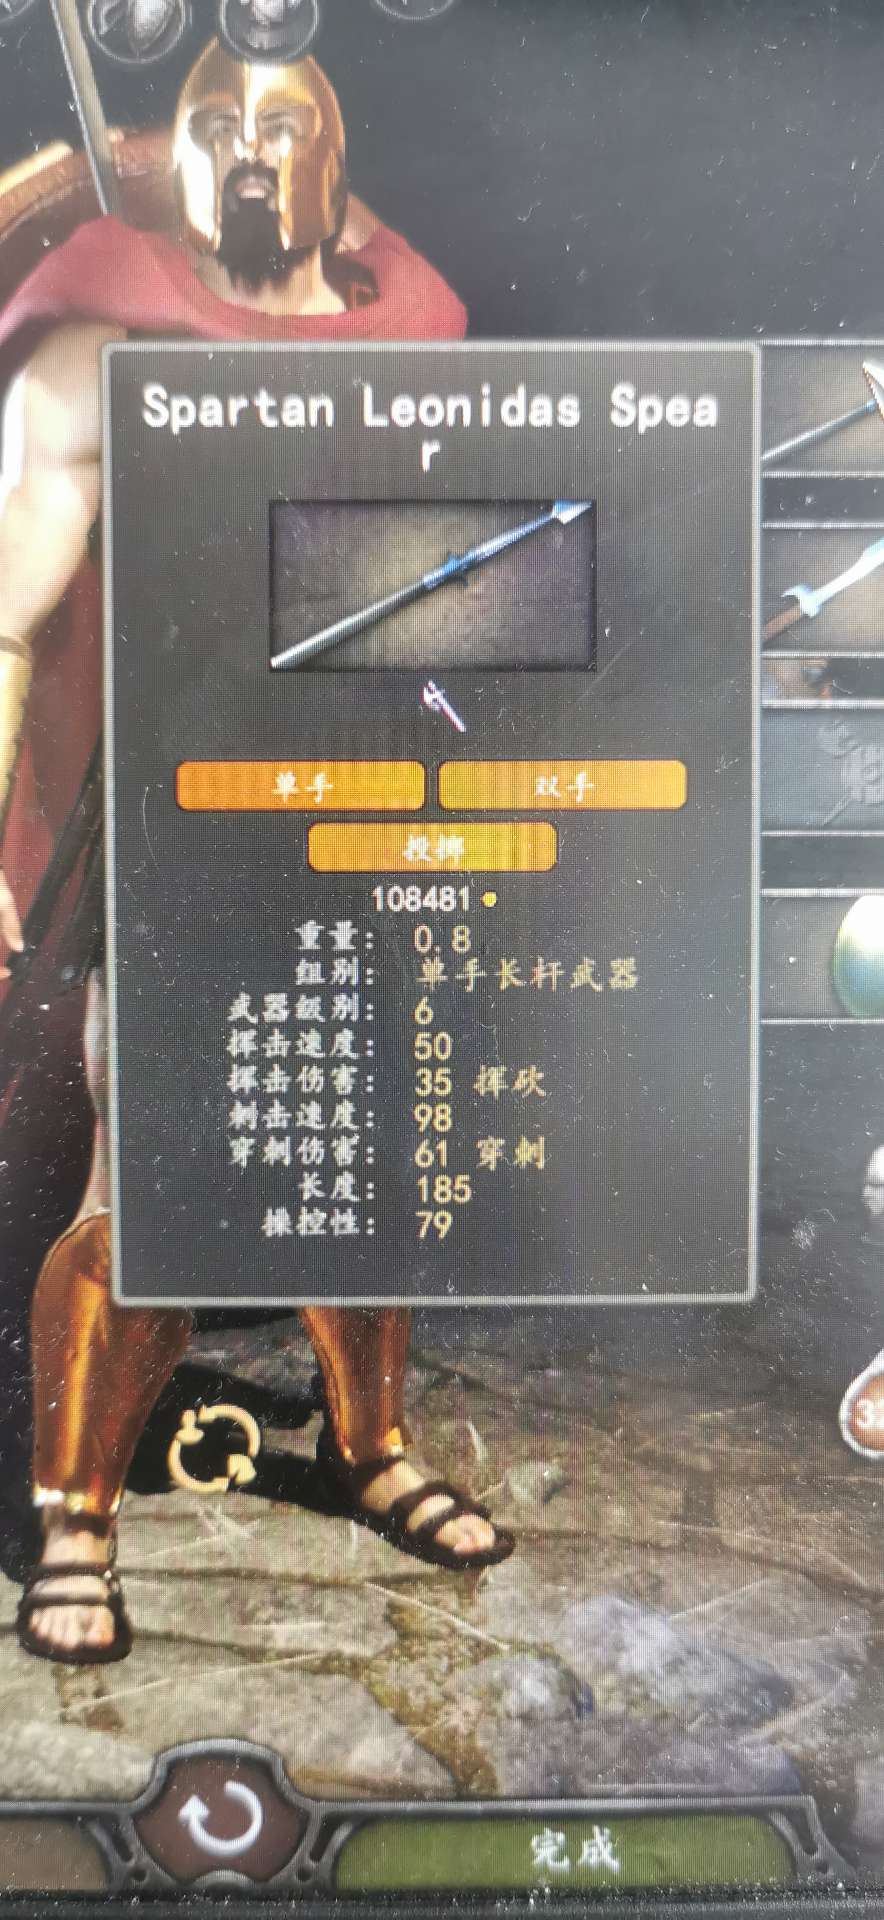 Spartan Leonidas Spea
r
单手
双手
投掷
108481
重量: 0.8
组别: 单手长杆武器
武器级别: 6
挥击速度: 50
挥击伤害: 35 挥砍
刺击速度: 98
穿刺伤害: 61 穿刺
长度: 185
操控性: 79
完成